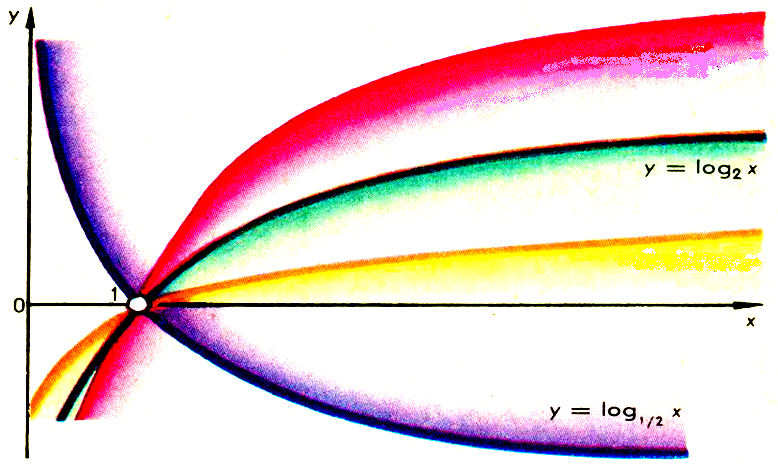 y
y = log₂ x
1
0
x
y = log₁/₂ x